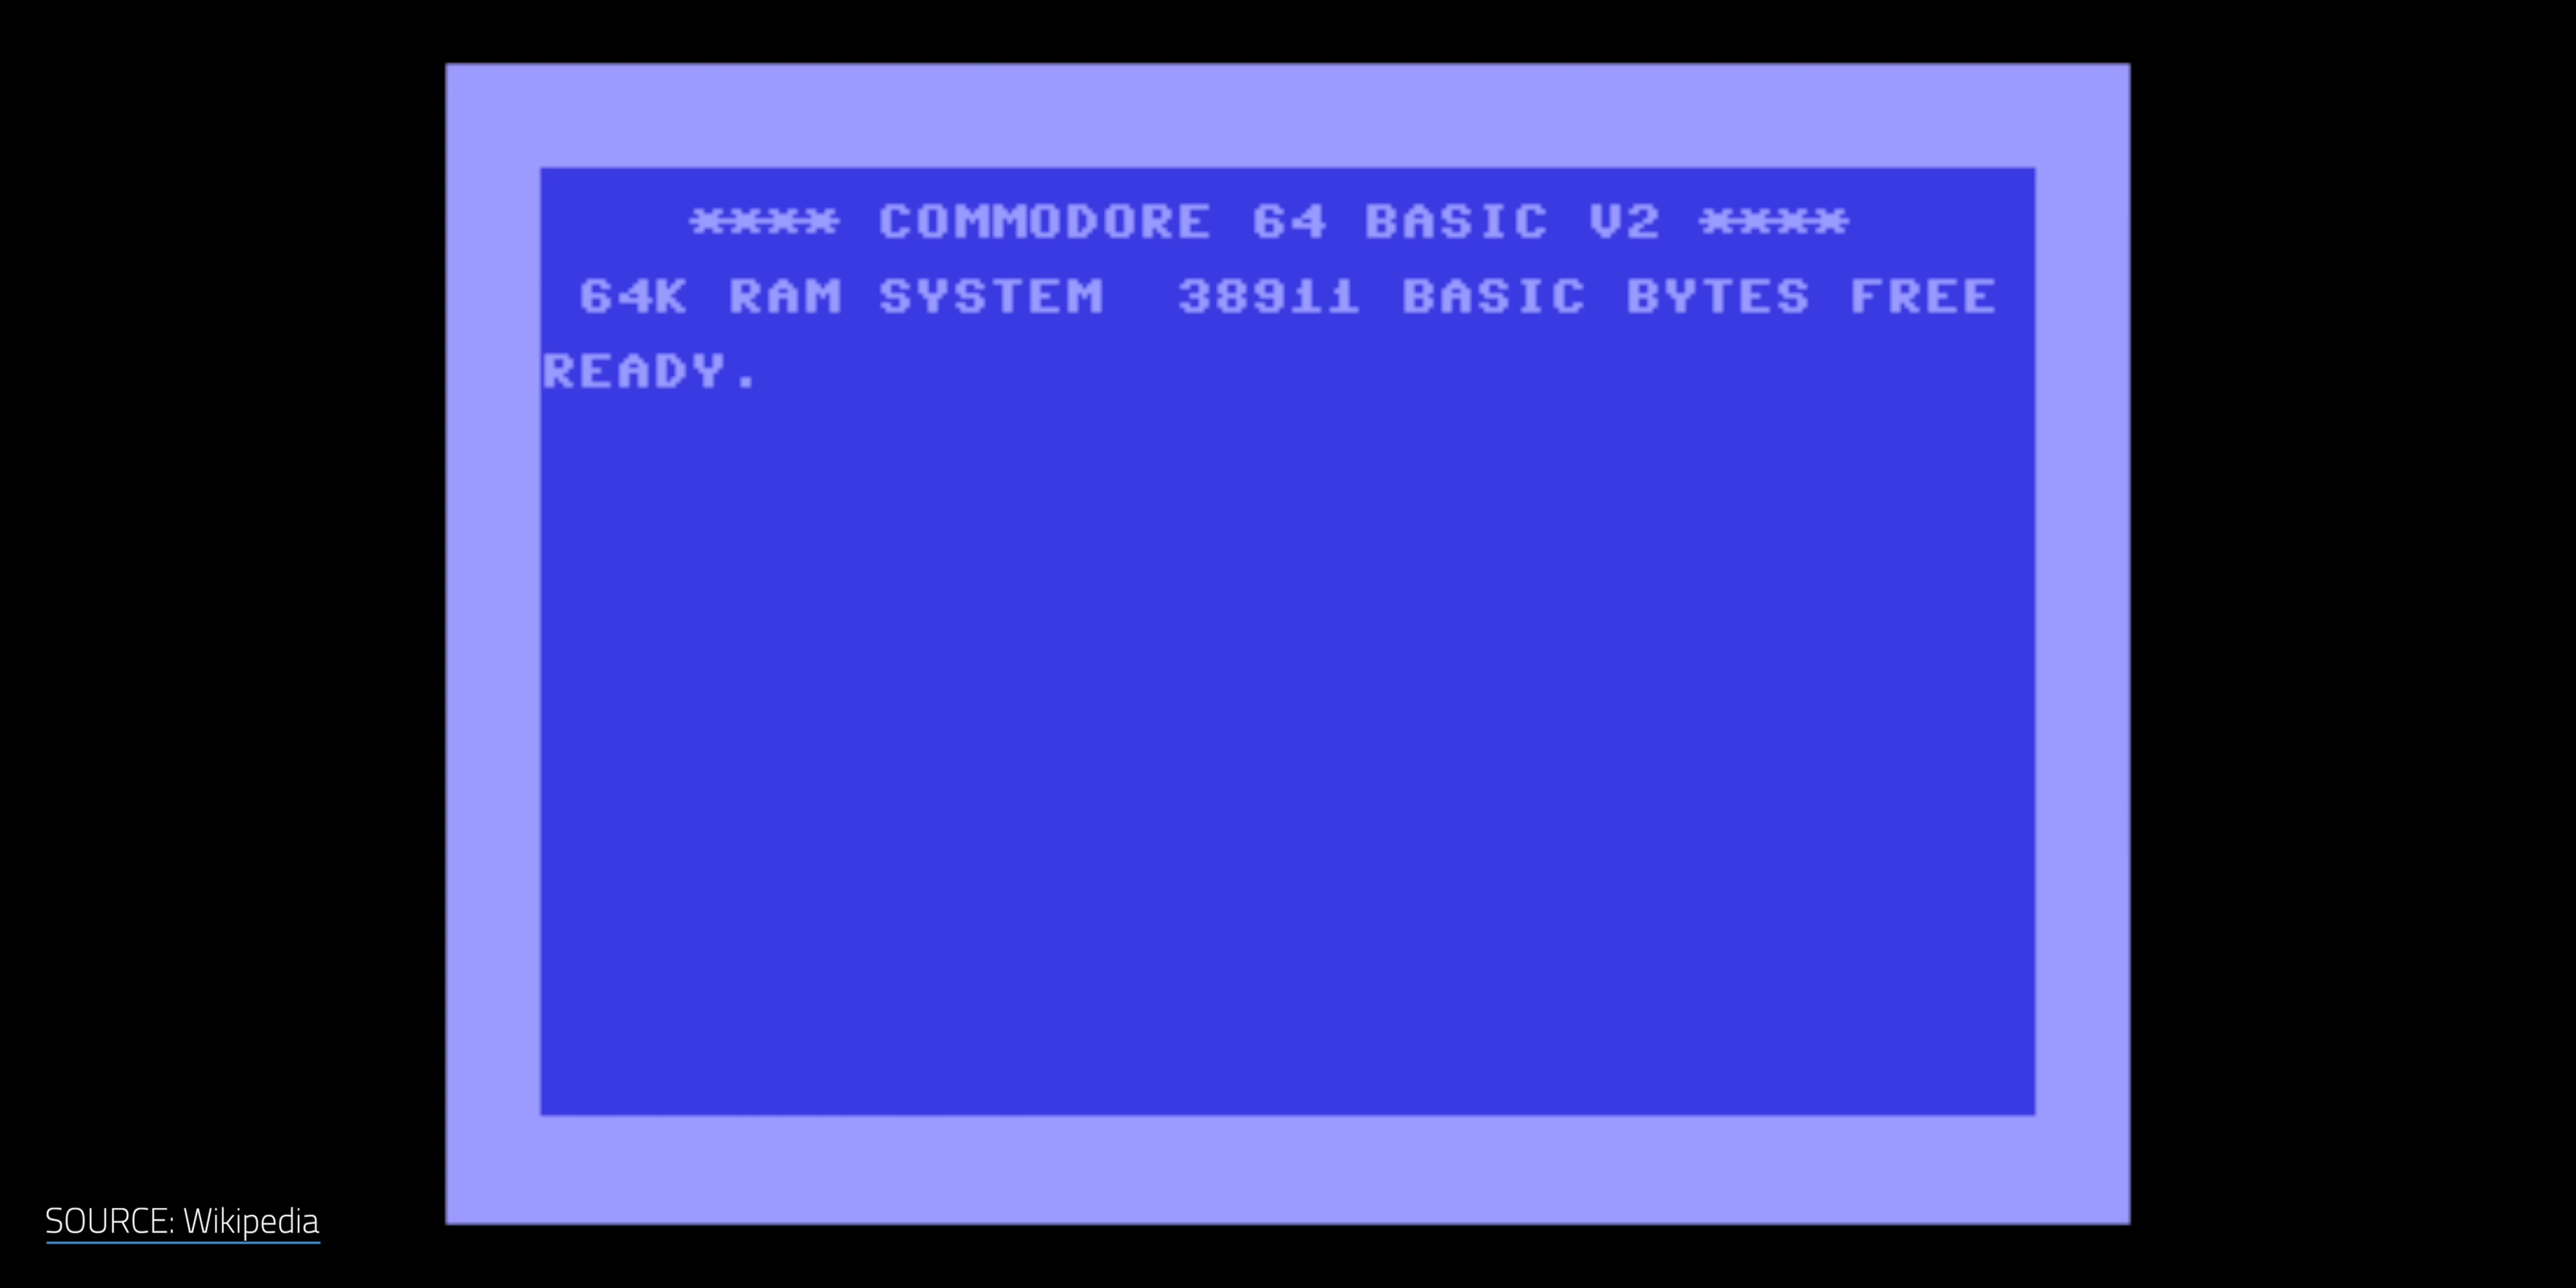 **** COMMODORE 64 BASIC V2 ****
64K RAM SYSTEM  38911 BASIC BYTES FREE
READY.
SOURCE: Wikipedia